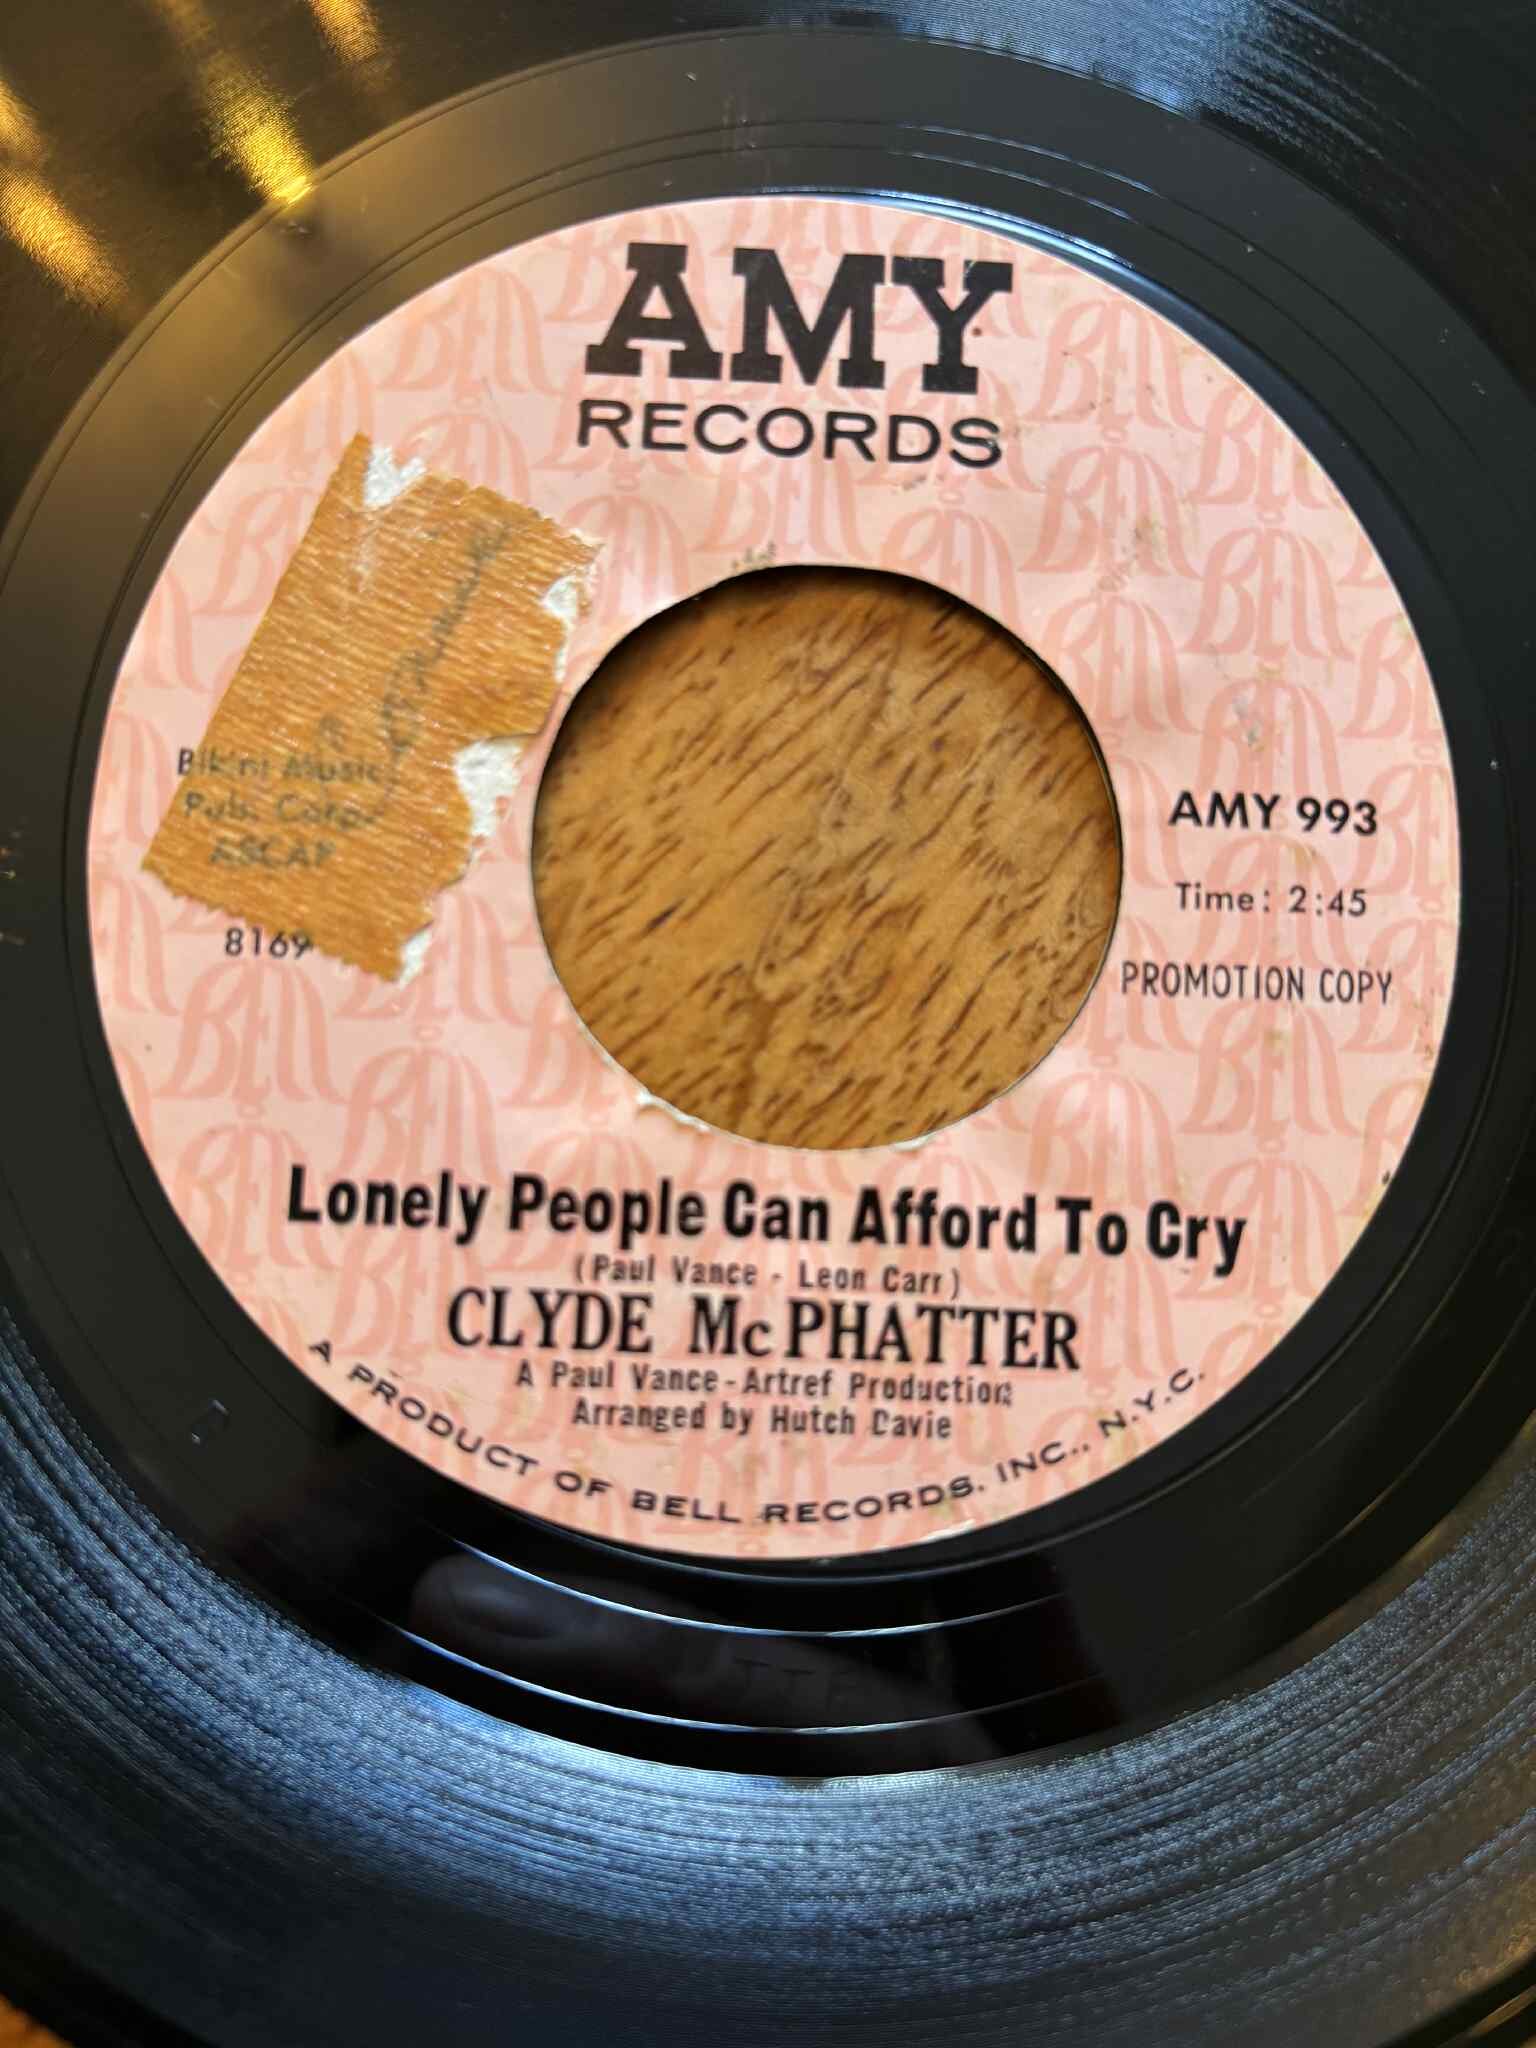 AMY
RECORDS
Bikini Music
Pub. Corp.
ASCAP
8169
AMY 993
Time: 2:45
PROMOTION COPY
Lonely People Can Afford To Cry
(Paul Vance - Leon Carr)
CLYDE McPHATTER
A Paul Vance - Artref Production
Arranged by Hutch Davie
A PRODUCT OF BELL RECORDS, INC., N.Y.C.
BELL